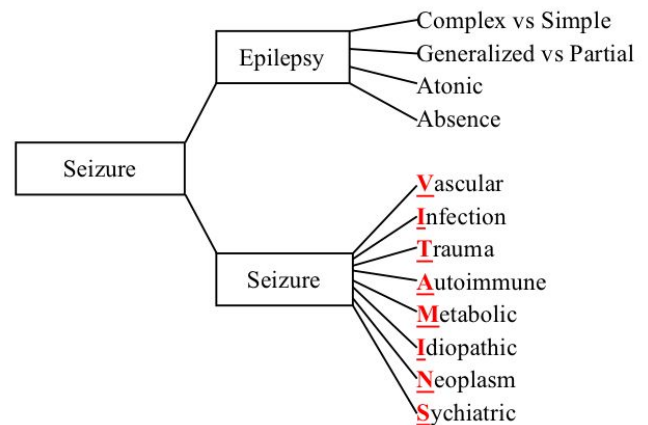 Complex vs Simple
Generalized vs Partial
Epilepsy
Atonic
Absence
Seizure
Vascular
Infection
Trauma
Seizure
Autoimmune
Metabolic
Idiopathic
Neoplasm
Sychiatric